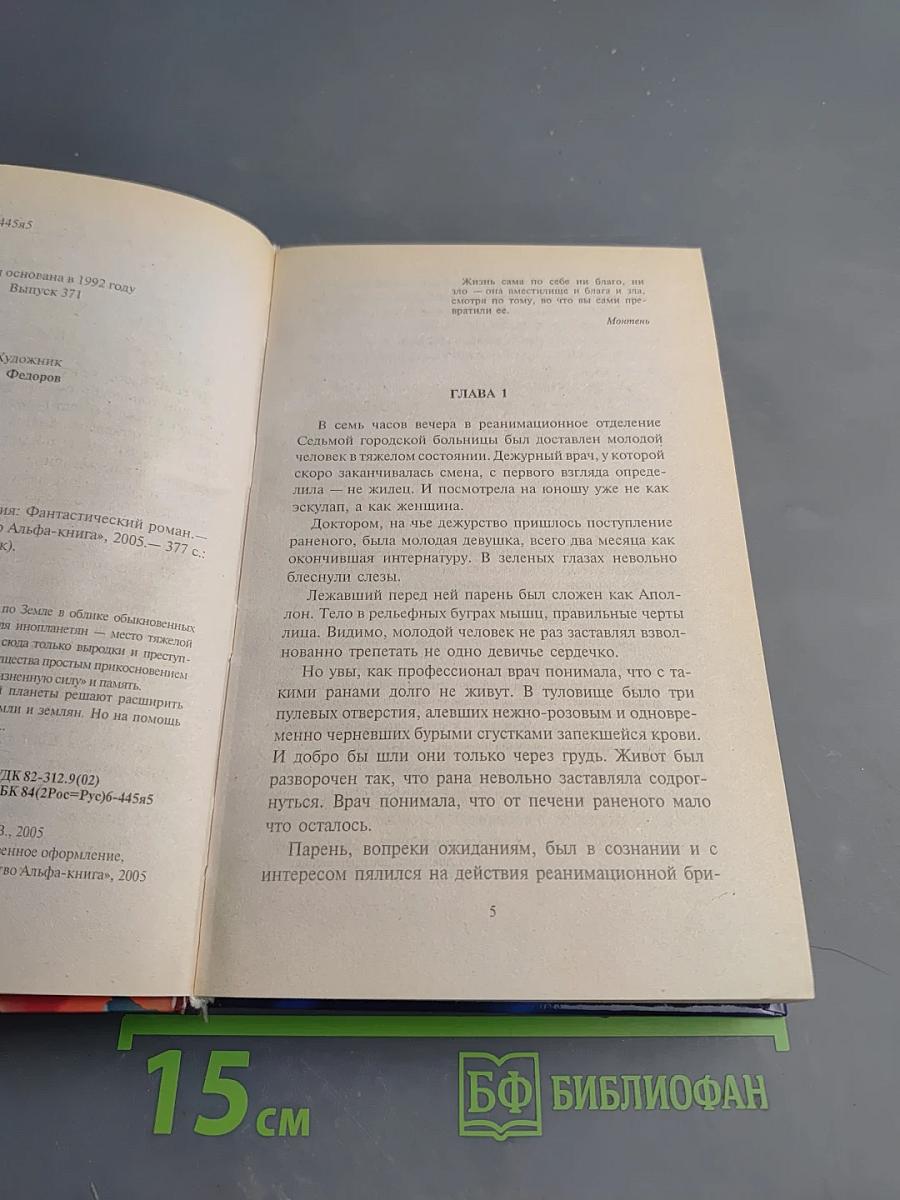 445я5
основана в 1992 году
Выпуск 371
Художник
Федоров
ия: Фантастический роман.—
Альфа-книга», 2005.— 377 с.:
к).
по Земле в облике обыкновенных
ля инопланетян — место тяжелой
сюда только выродки и преступ-
ущества простым прикосновением
изненную силу» и память.
й планеты решают расширить
мли и землян. Но на помощь
..
УДК 82-312.9(02)
ББК 84(2Рос=Рус)6-445я5
В., 2005
венное оформление,
тво Альфа-книга», 2005
Жизнь сама по себе ни благо, ни
зло — она вместилище и блага и зла,
смотря по тому, во что вы сами пре-
вратили ее.
Монтень
ГЛАВА 1
В семь часов вечера в реанимационное отделение
Седьмой городской больницы был доставлен молодой
человек в тяжелом состоянии. Дежурный врач, у которой
скоро заканчивалась смена, с первого взгляда опреде-
лила — не жилец. И посмотрела на юношу уже не как
эскулап, а как женщина.
Доктором, на чье дежурство пришлось поступление
раненого, была молодая девушка, всего два месяца как
окончившая интернатуру. В зеленых глазах невольно
блеснули слезы.
Лежавший перед ней парень был сложен как Апол-
лон. Тело в рельефных буграх мышц, правильные черты
лица. Видимо, молодой человек не раз заставлял взвол-
нованно трепетать не одно девичье сердечко.
Но увы, как профессионал врач понимала, что с та-
кими ранами долго не живут. В туловище было три
пулевых отверстия, алевших нежно-розовым и одновре-
менно черневших бурыми сгустками запекшейся крови.
И добро бы шли они только через грудь. Живот был
разворочен так, что рана невольно заставляла содрог-
нуться. Врач понимала, что от печени раненого мало
что осталось.
Парень, вопреки ожиданиям, был в сознании и с
интересом пялился на действия реанимационной бри-
5
15 см
БФ БИБЛИОФАН